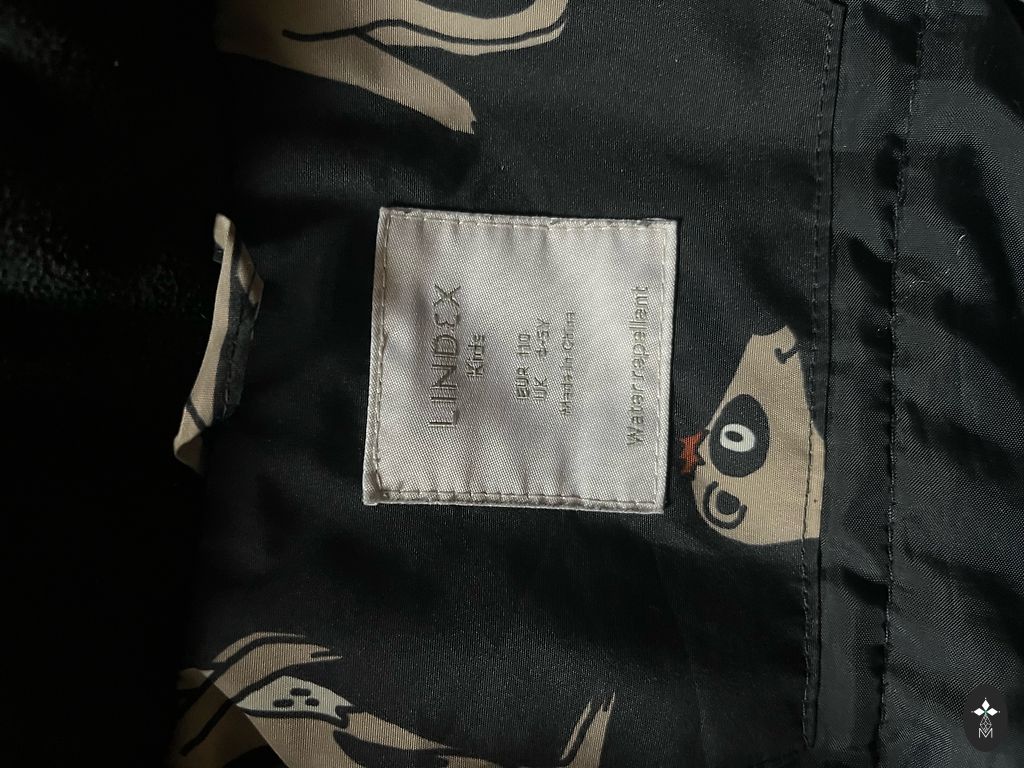 LINDEX
Kids
EUR 110
UK 4-5Y
Made in China
Water repellant
M